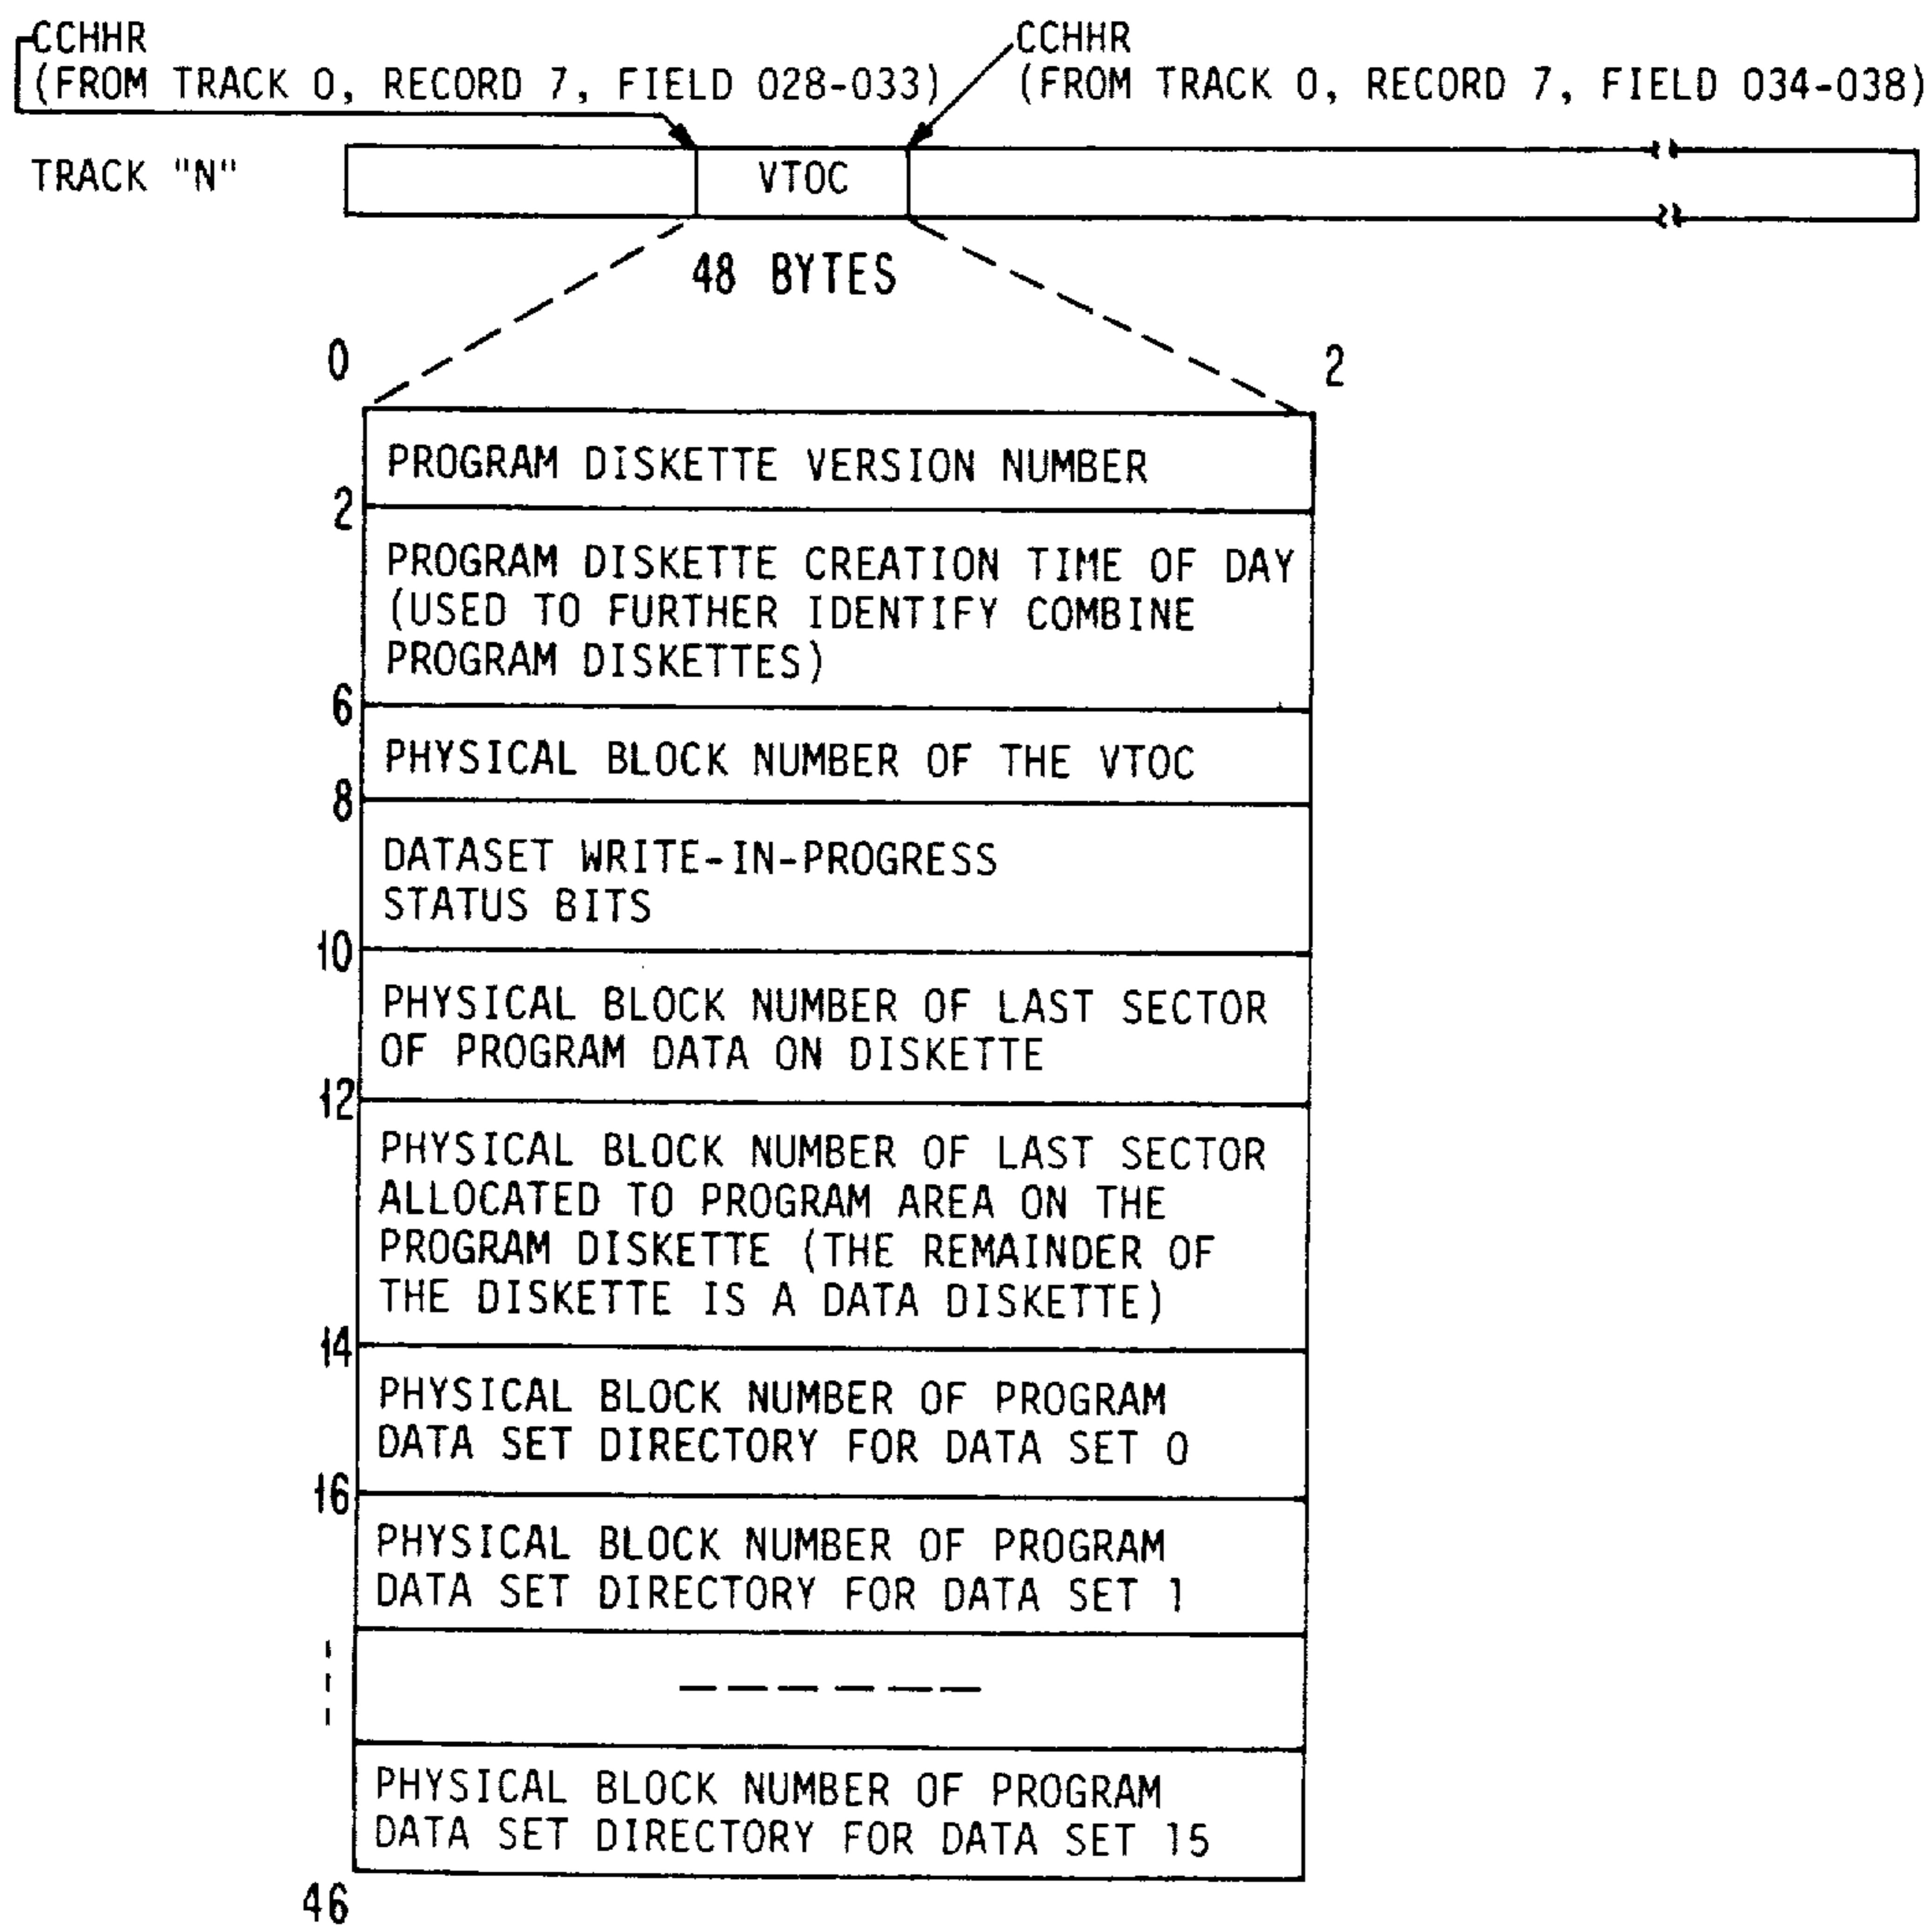 CCHHR
(FROM TRACK 0, RECORD 7, FIELD 028-033)
CCHHR
(FROM TRACK 0, RECORD 7, FIELD 034-038)
TRACK "N"
VTOC
48 BYTES
0
2
PROGRAM DISKETTE VERSION NUMBER
2
PROGRAM DISKETTE CREATION TIME OF DAY
(USED TO FURTHER IDENTIFY COMBINE
PROGRAM DISKETTES)
6
PHYSICAL BLOCK NUMBER OF THE VTOC
8
DATASET WRITE-IN-PROGRESS
STATUS BITS
10
PHYSICAL BLOCK NUMBER OF LAST SECTOR
OF PROGRAM DATA ON DISKETTE
12
PHYSICAL BLOCK NUMBER OF LAST SECTOR
ALLOCATED TO PROGRAM AREA ON THE
PROGRAM DISKETTE (THE REMAINDER OF
THE DISKETTE IS A DATA DISKETTE)
14
PHYSICAL BLOCK NUMBER OF PROGRAM
DATA SET DIRECTORY FOR DATA SET 0
16
PHYSICAL BLOCK NUMBER OF PROGRAM
DATA SET DIRECTORY FOR DATA SET 1
PHYSICAL BLOCK NUMBER OF PROGRAM
DATA SET DIRECTORY FOR DATA SET 15
46